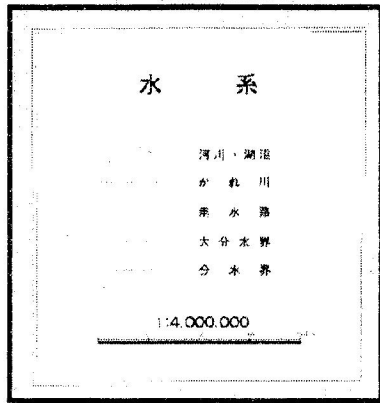 水 系
河川・湖沼
かれ川
用水路
大分水界
分水界
1:4,000,000